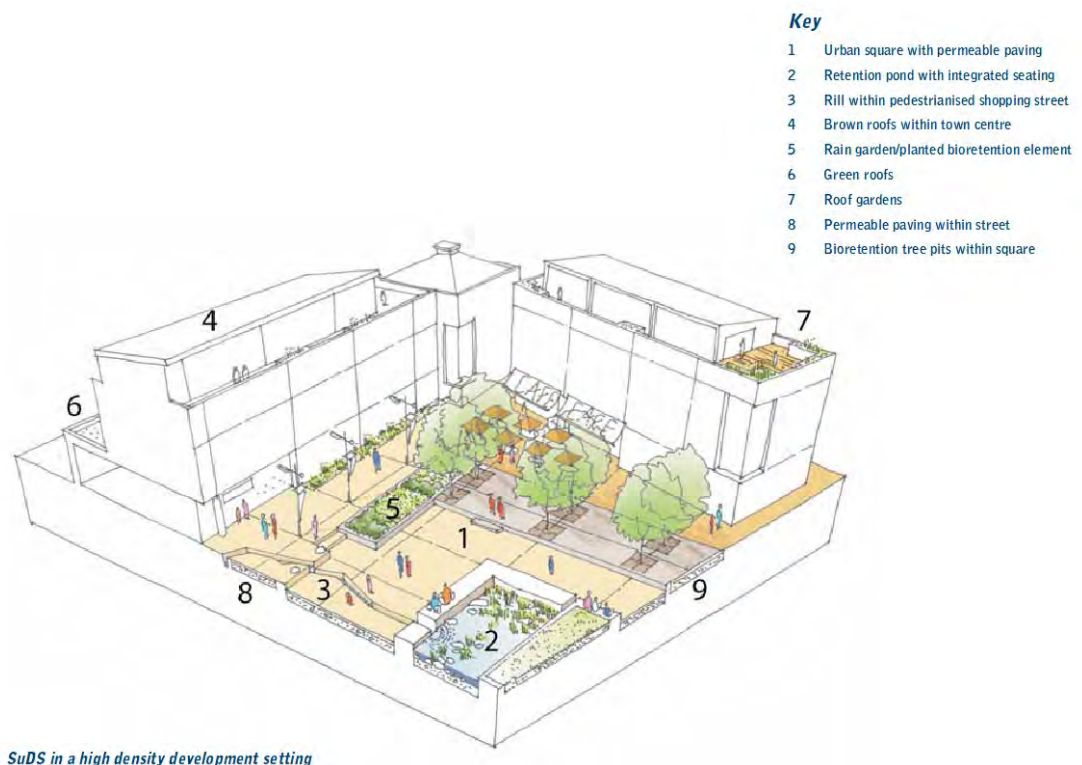 Key
1 Urban square with permeable paving
2 Retention pond with integrated seating
3 Rill within pedestrianised shopping street
4 Brown roofs within town centre
5 Rain garden/planted bioretention element
6 Green roofs
7 Roof gardens
8 Permeable paving within street
9 Bioretention tree pits within square
4
7
6
5
1
8
3
9
2
SuDS in a high density development setting